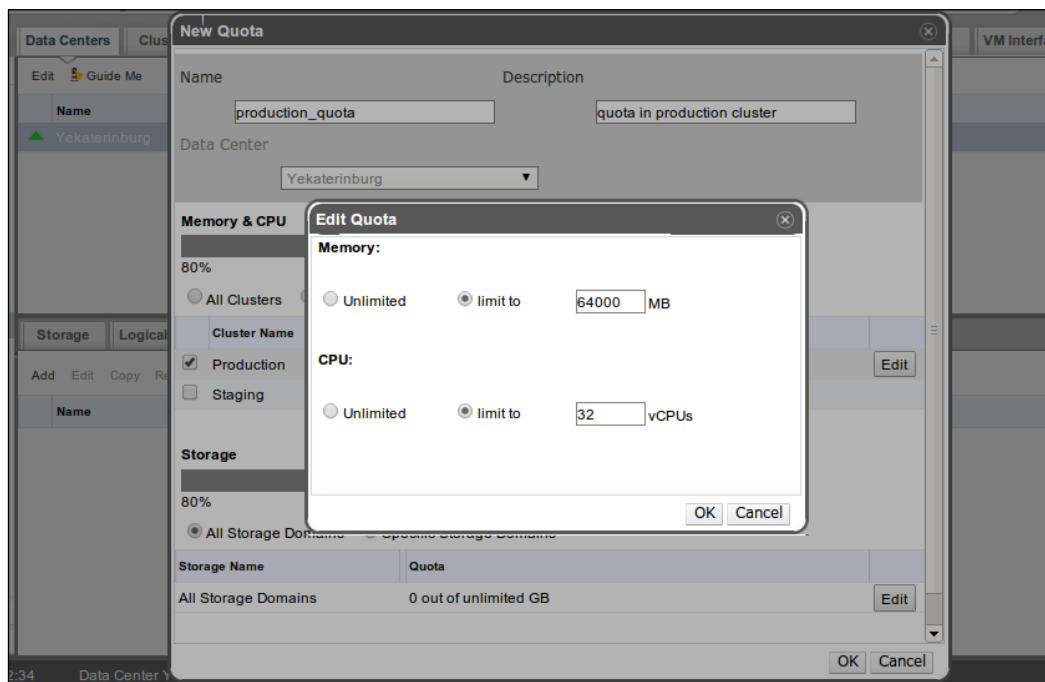 New Quota
Data Centers Clus VM Interf
Edit Guide Me
Name Description
production_quota quota in production cluster
Name
Yekaterinburg
Data Center
Yekaterinburg
Memory & CPU
80%
All Clusters
Cluster Name
Production Edit
Staging
Edit Quota
Memory:
Unlimited limit to 64000 MB
CPU:
Unlimited limit to 32 vCPUs
OK Cancel
Storage Logical
Add Edit Copy Re
Name
Storage
80%
All Storage Domains Specific Storage Domains
Storage Name Quota
All Storage Domains 0 out of unlimited GB Edit
OK Cancel
2:34 Data Center Y